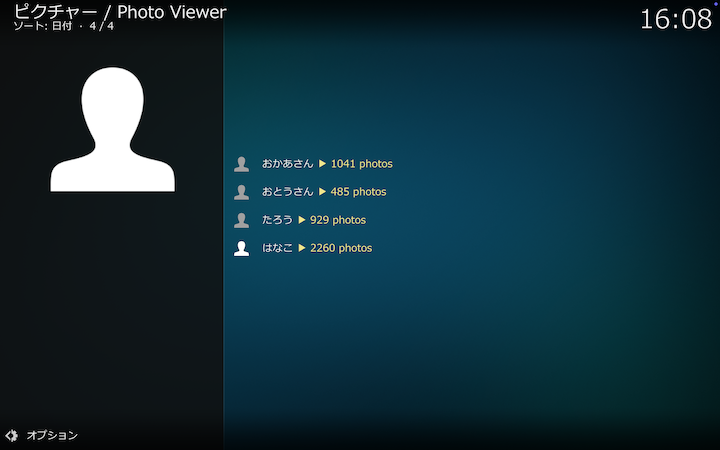 ピクチャー / Photo Viewer
ソート: 日付 · 4 / 4
16:08
おかあさん ▶ 1041 photos
おとうさん ▶ 485 photos
たろう ▶ 929 photos
はなこ ▶ 2260 photos
オプション